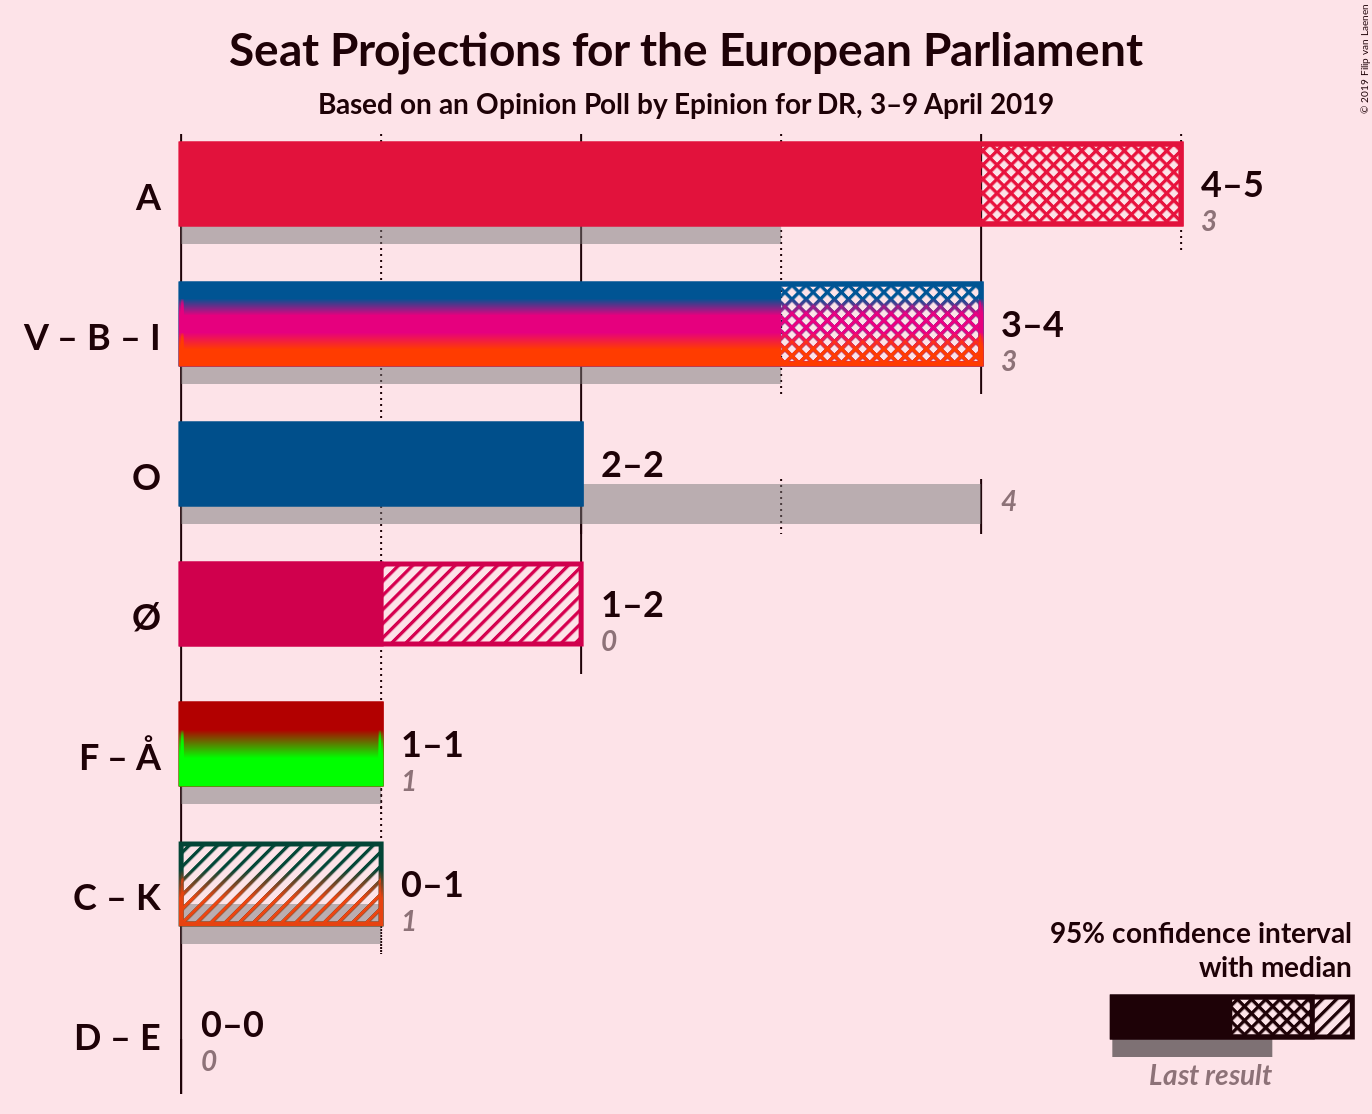 Seat Projections for the European Parliament
Based on an Opinion Poll by Epinion for DR, 3–9 April 2019
© 2019 Filip van Laenen
A
4–5
3
V – B – I
3–4
3
O
2–2
4
Ø
1–2
0
F – Å
1–1
1
C – K
0–1
1
D – E
0–0
0
95% confidence interval
with median
Last result